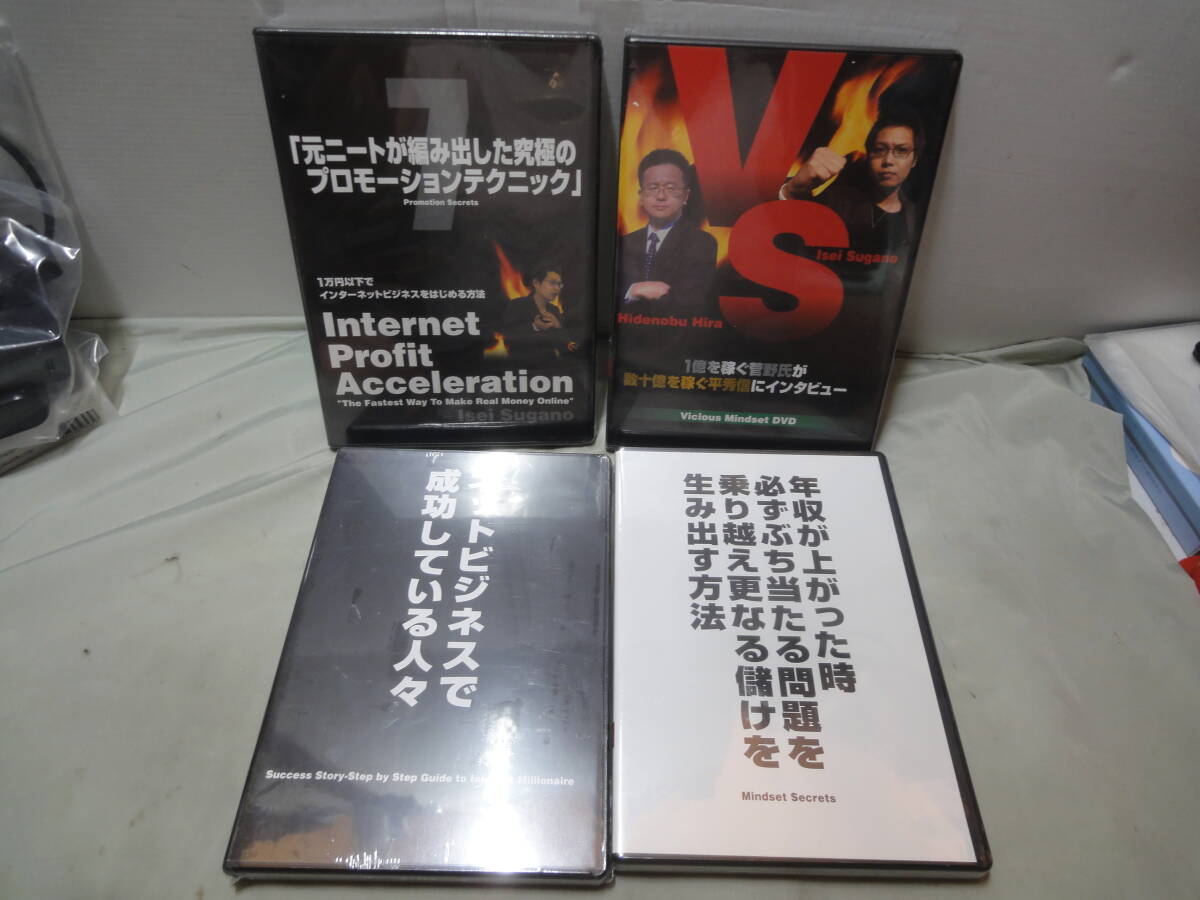 7
「元ニートが編み出した究極の
プロモーションテクニック」
Promotion Secrets
1万円以下で
インターネットビジネスをはじめる方法
Internet
Profit
Acceleration
"The Fastest Way To Make Real Money Online"
Isei Sugano
VS
Isei Sugano
Hidenobu Hira
1億を稼ぐ菅野氏が
数十億を稼ぐ平秀信にインタビュー
Vicious Mindset DVD
ネットビジネスで
成功している人々
Success Story-Step by Step Guide to Millionaire
年収が上がった時
必ずぶち当たる問題を
乗り越え更なる儲けを
生み出す方法
Mindset Secrets